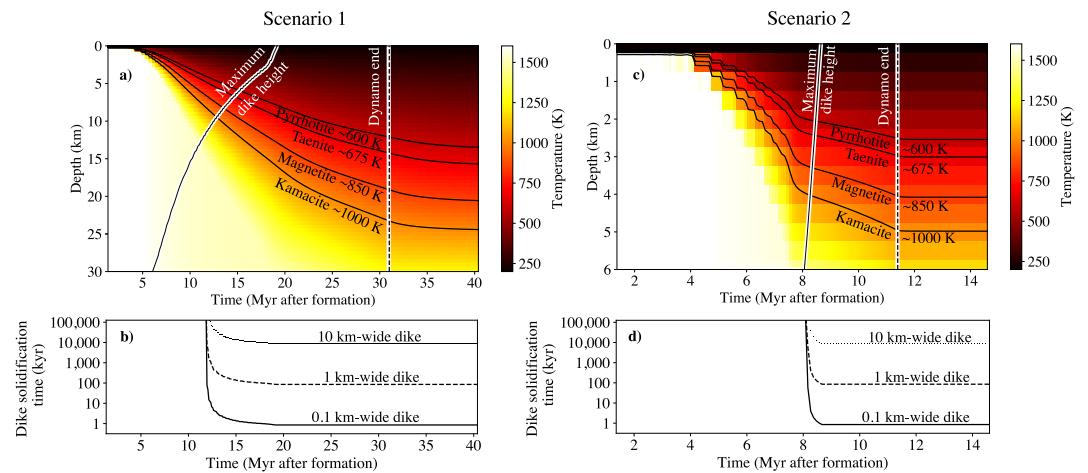 Scenario 1
Scenario 2
a)
0
5
10
15
20
25
30
Depth (km)
Maximum
dike height
Dynamo end
Pyrrhotite ~600 K
Taenite ~675 K
Magnetite ~850 K
Kamacite ~1000 K
5
10
15
20
25
30
35
40
Time (Myr after formation)
1500
1250
1000
750
500
250
Temperature (K)
c)
0
1
2
3
4
5
6
Depth (km)
Maximum
dike height
Dynamo end
Pyrrhotite
~600 K
Taenite
~675 K
Magnetite
~850 K
Kamacite
~1000 K
2
4
6
8
10
12
14
Time (Myr after formation)
1500
1250
1000
750
500
250
Temperature (K)
b)
100,000
10,000
1,000
100
10
1
Dike solidification
time (kyr)
10 km-wide dike
1 km-wide dike
0.1 km-wide dike
5
10
15
20
25
30
35
40
Time (Myr after formation)
d)
100,000
10,000
1,000
100
10
1
Dike solidification
time (kyr)
10 km-wide dike
1 km-wide dike
0.1 km-wide dike
2
4
6
8
10
12
14
Time (Myr after formation)